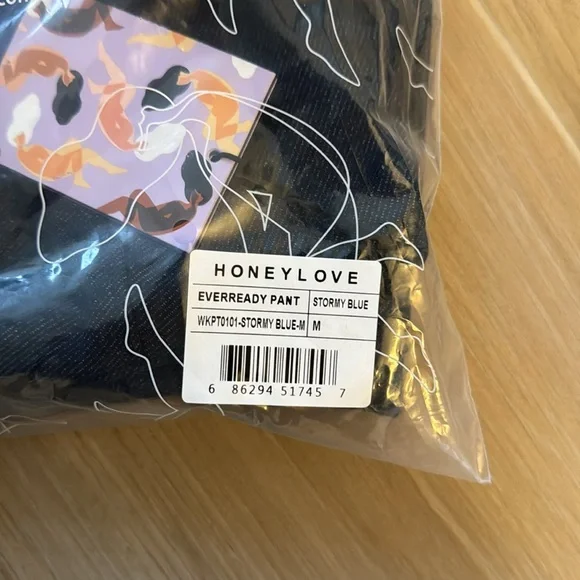 HONEYLOVE
EVERREADY PANT STORMY BLUE
WKPT0101-STORMY BLUE-M M
6 86294 51745 7